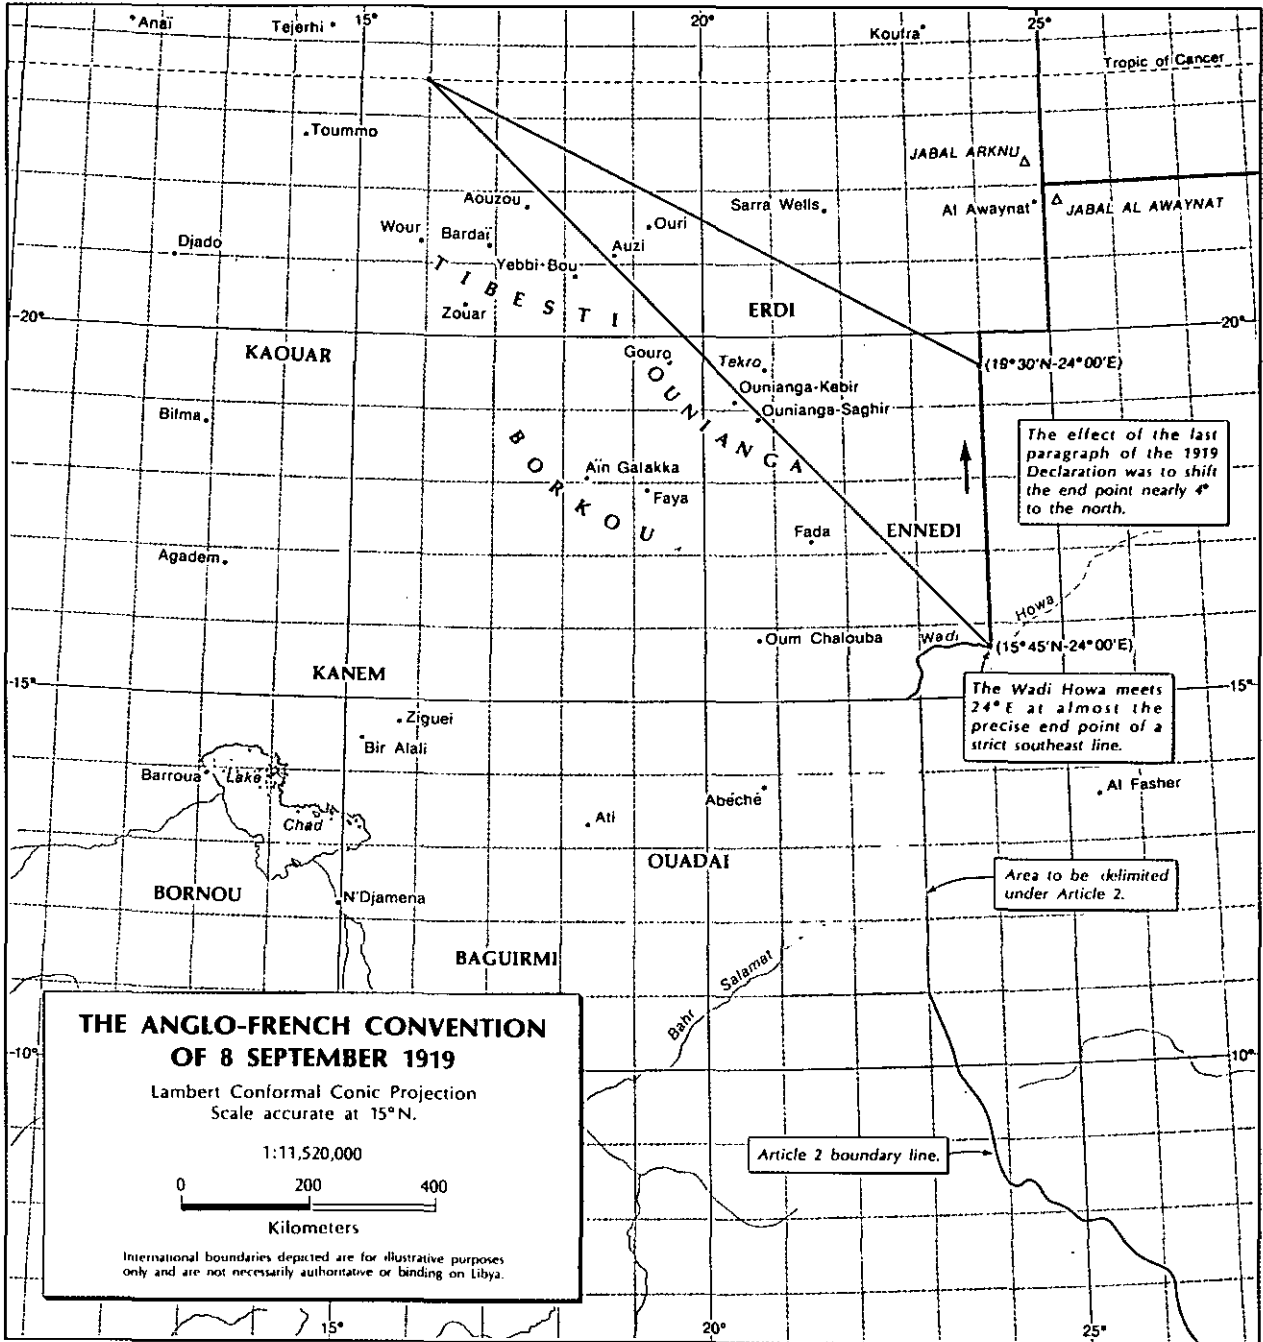 Anaï
Tejerhi
15°
20°
Koufra
25°
Tropic of Cancer
Toummo
JABAL ARKNU
Aouzou
Sarra Wells
Al Awaynat
JABAL AL AWAYNAT
Wour
Bardaï
Ouri
Djado
Auzi
Yebbi-Bou
TIBESTI
Zouar
ERDI
20°
20°
KAOUAR
Gouro
Tekro
(19°30'N-24°00'E)
OUNIANGA
Ounianga-Kebir
Ounianga-Saghir
Bilma
The effect of the last
paragraph of the 1919
Declaration was to shift
the end point nearly 4°
to the north.
BORKOU
Aïn Galakka
Faya
Fada
ENNEDI
Agadem
Howa
Oum Chalouba
Wadi
(15°45'N-24°00'E)
KANEM
15°
15°
The Wadi Howa meets
24°E at almost the
precise end point of a
strict southeast line.
Ziguei
Bir Alali
Barroua
Lake
Al Fasher
Abéché
Chad
Ati
OUADAI
Area to be delimited
under Article 2.
BORNOU
N'Djamena
BAGUIRMI
Salamat
Bahr
10°
10°
THE ANGLO-FRENCH CONVENTION
OF 8 SEPTEMBER 1919
Lambert Conformal Conic Projection
Scale accurate at 15°N.
1:11,520,000
0 200 400
Kilometers
International boundaries depicted are for illustrative purposes
only and are not necessarily authoritative or binding on Libya.
Article 2 boundary line.
15°
20°
25°